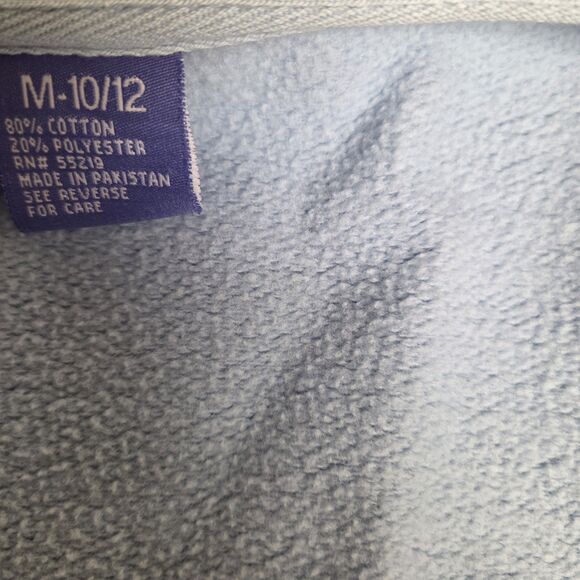 M-10/12
80% COTTON
20% POLYESTER
RN# 55219
MADE IN PAKISTAN
SEE REVERSE
FOR CARE